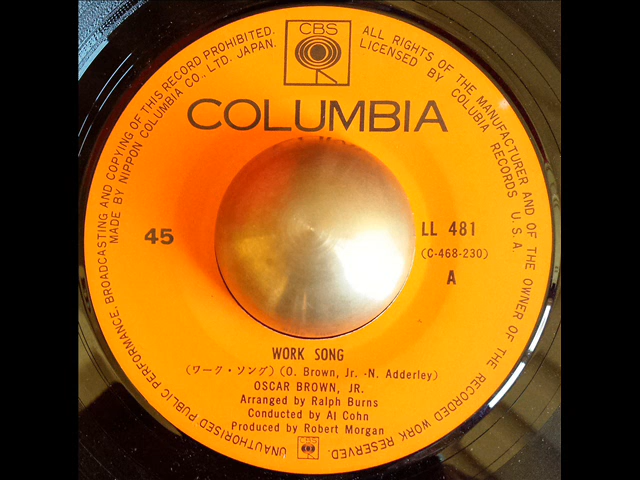 CBS
COLUMBIA
45
LL 481
(C-468-230)
A
WORK SONG
(ワーク・ソング) (O. Brown, Jr. -N. Adderley)
OSCAR BROWN, JR.
Arranged by Ralph Burns
Conducted by Al Cohn
Produced by Robert Morgan
CBS
ALL RIGHTS OF THE MANUFACTURER AND OF THE OWNER OF THE RECORDED WORK RESERVED.
UNAUTHORISED PUBLIC PERFORMANCE, BROADCASTING AND COPYING OF THIS RECORD PROHIBITED.
MADE BY NIPPON COLUMBIA CO., LTD. JAPAN.
LICENSED BY COLUBIA RECORDS U.S.A.